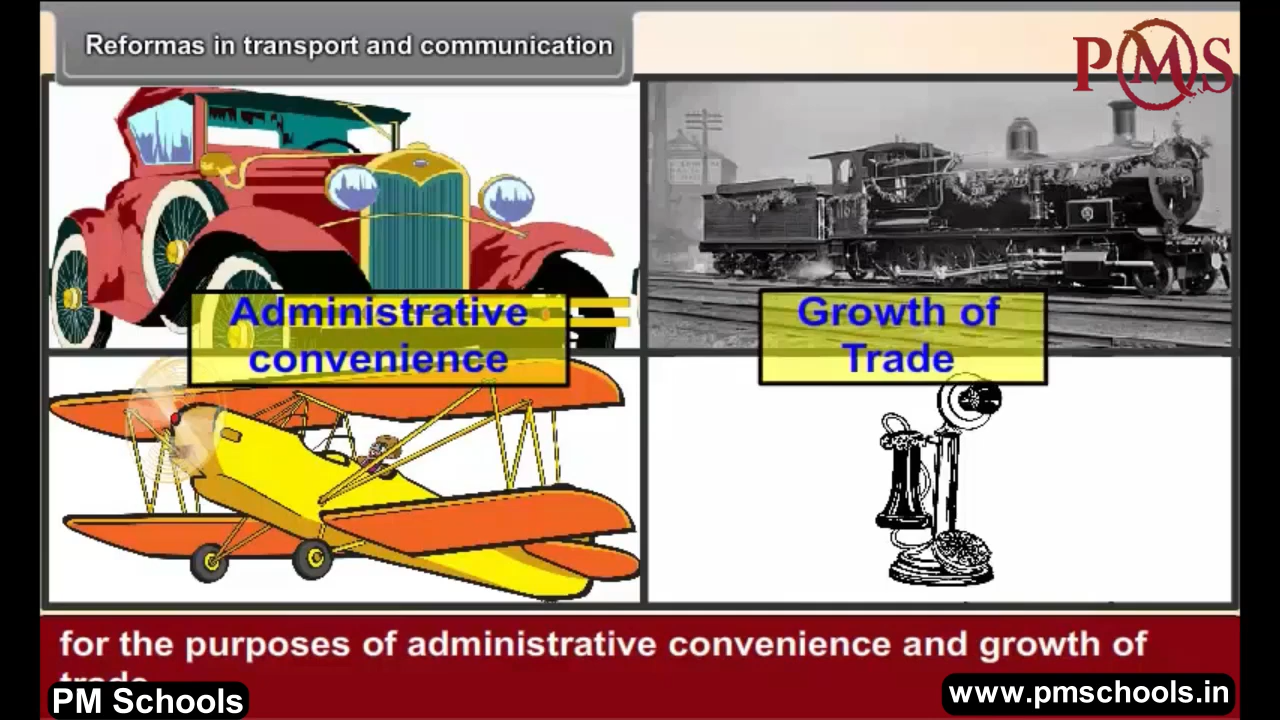 Reformas in transport and communication
PMS
Administrative
convenience
Growth of
Trade
for the purposes of administrative convenience and growth of
trade
PM Schools
www.pmschools.in